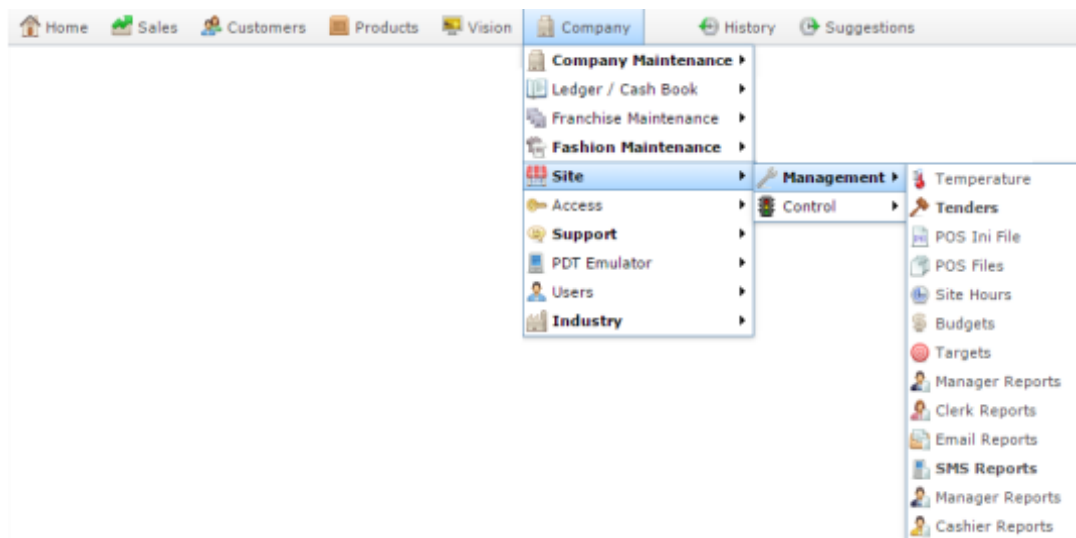 Home Sales Customers Products Vision Company History Suggestions
Company Maintenance
Ledger / Cash Book
Franchise Maintenance
Fashion Maintenance
Site
Access
Support
PDT Emulator
Users
Industry
Management
Control
Temperature
Tenders
POS Ini File
POS Files
Site Hours
Budgets
Targets
Manager Reports
Clerk Reports
Email Reports
SMS Reports
Manager Reports
Cashier Reports